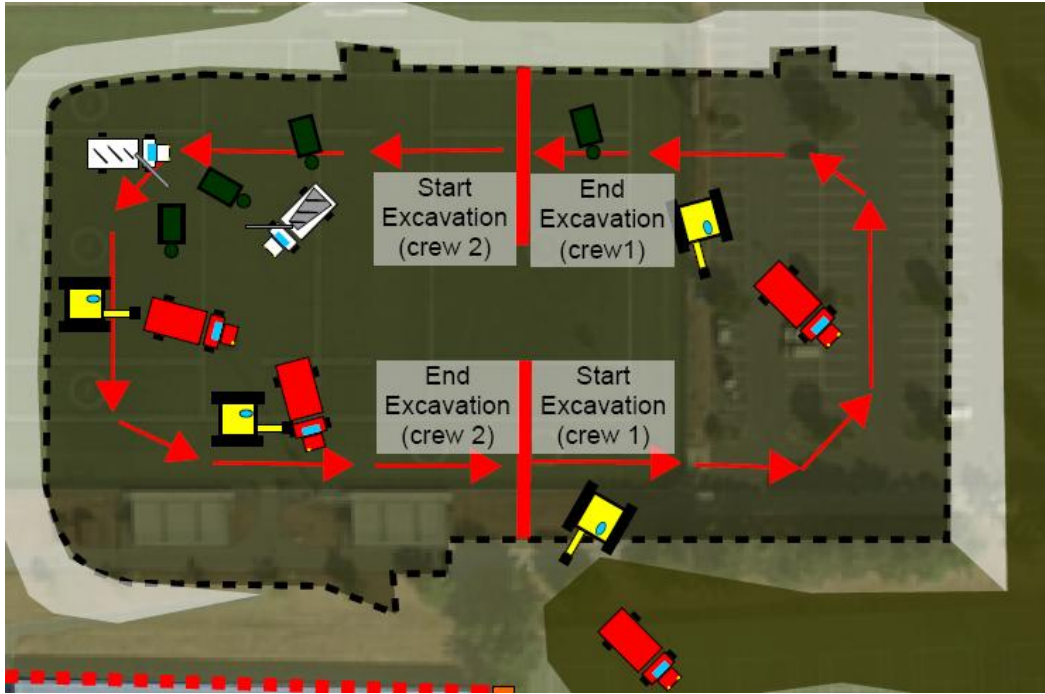 Start
Excavation
(crew 2)
End
Excavation
(crew1)
End
Excavation
(crew 2)
Start
Excavation
(crew 1)